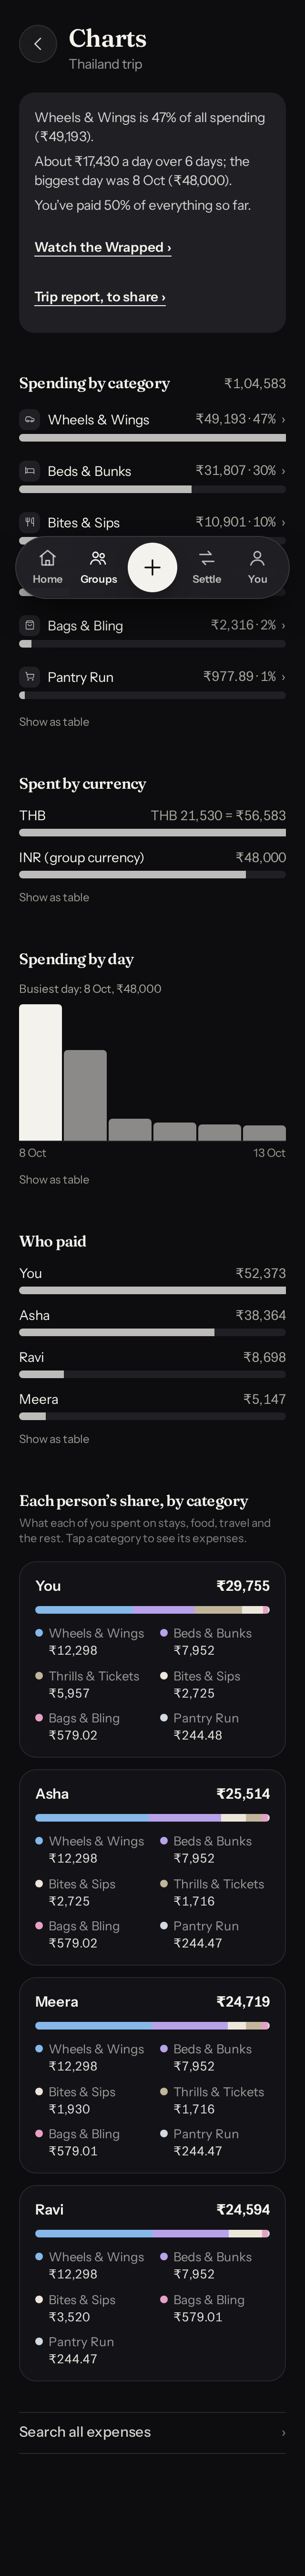 Charts
Thailand trip
Wheels & Wings is 47% of all spending
(₹49,193).
About ₹17,430 a day over 6 days; the
biggest day was 8 Oct (₹48,000).
You’ve paid 50% of everything so far.
Watch the Wrapped ›
Trip report, to share ›
Spending by category ₹1,04,583
Wheels & Wings ₹49,193 · 47% ›
Beds & Bunks ₹31,807 · 30% ›
Bites & Sips ₹10,901 · 10% ›
Home Groups Settle You
Bags & Bling ₹2,316 · 2% ›
Pantry Run ₹977.89 · 1% ›
Show as table
Spent by currency
THB THB 21,530 = ₹56,583
INR (group currency) ₹48,000
Show as table
Spending by day
Busiest day: 8 Oct, ₹48,000
8 Oct 13 Oct
Show as table
Who paid
You ₹52,373
Asha ₹38,364
Ravi ₹8,698
Meera ₹5,147
Show as table
Each person’s share, by category
What each of you spent on stays, food, travel and
the rest. Tap a category to see its expenses.
You ₹29,755
Wheels & Wings Beds & Bunks
₹12,298 ₹7,952
Thrills & Tickets Bites & Sips
₹5,957 ₹2,725
Bags & Bling Pantry Run
₹579.02 ₹244.48
Asha ₹25,514
Wheels & Wings Beds & Bunks
₹12,298 ₹7,952
Bites & Sips Thrills & Tickets
₹2,725 ₹1,716
Bags & Bling Pantry Run
₹579.02 ₹244.47
Meera ₹24,719
Wheels & Wings Beds & Bunks
₹12,298 ₹7,952
Bites & Sips Thrills & Tickets
₹1,930 ₹1,716
Bags & Bling Pantry Run
₹579.01 ₹244.47
Ravi ₹24,594
Wheels & Wings Beds & Bunks
₹12,298 ₹7,952
Bites & Sips Bags & Bling
₹3,520 ₹579.01
Pantry Run
₹244.47
Search all expenses ›